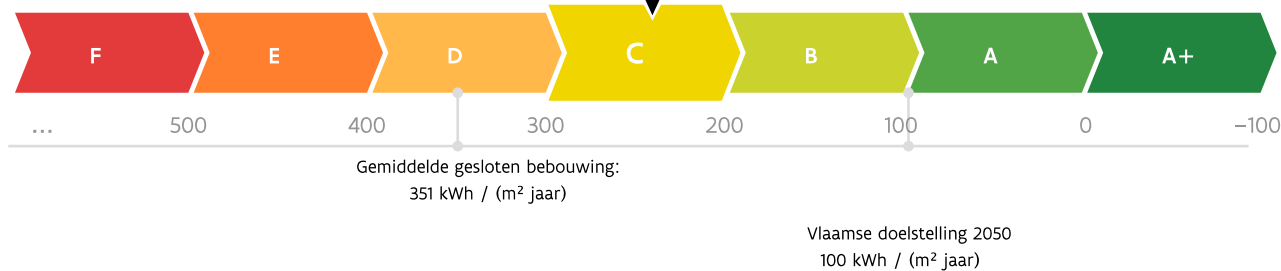 F E D C B A A+
... 500 400 300 200 100 0 –100
Gemiddelde gesloten bebouwing:
351 kWh / (m² jaar)
Vlaamse doelstelling 2050
100 kWh / (m² jaar)